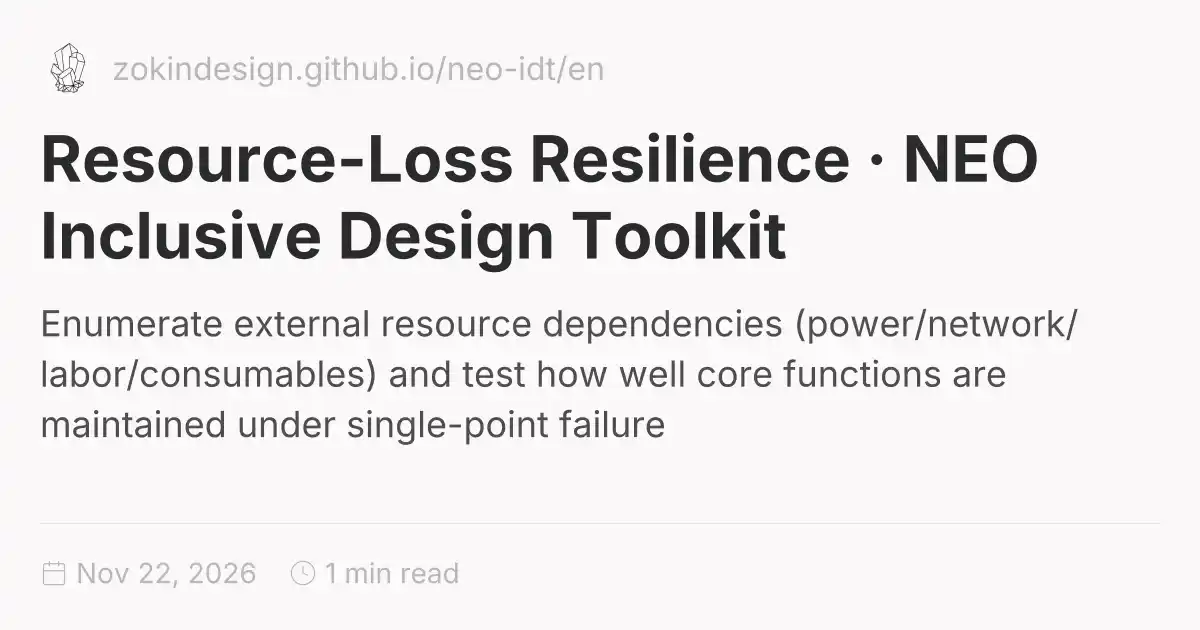 zokindesign.github.io/neo-idt/en
Resource-Loss Resilience · NEO
Inclusive Design Toolkit
Enumerate external resource dependencies (power/network/
labor/consumables) and test how well core functions are
maintained under single-point failure
Nov 22, 2026 1 min read